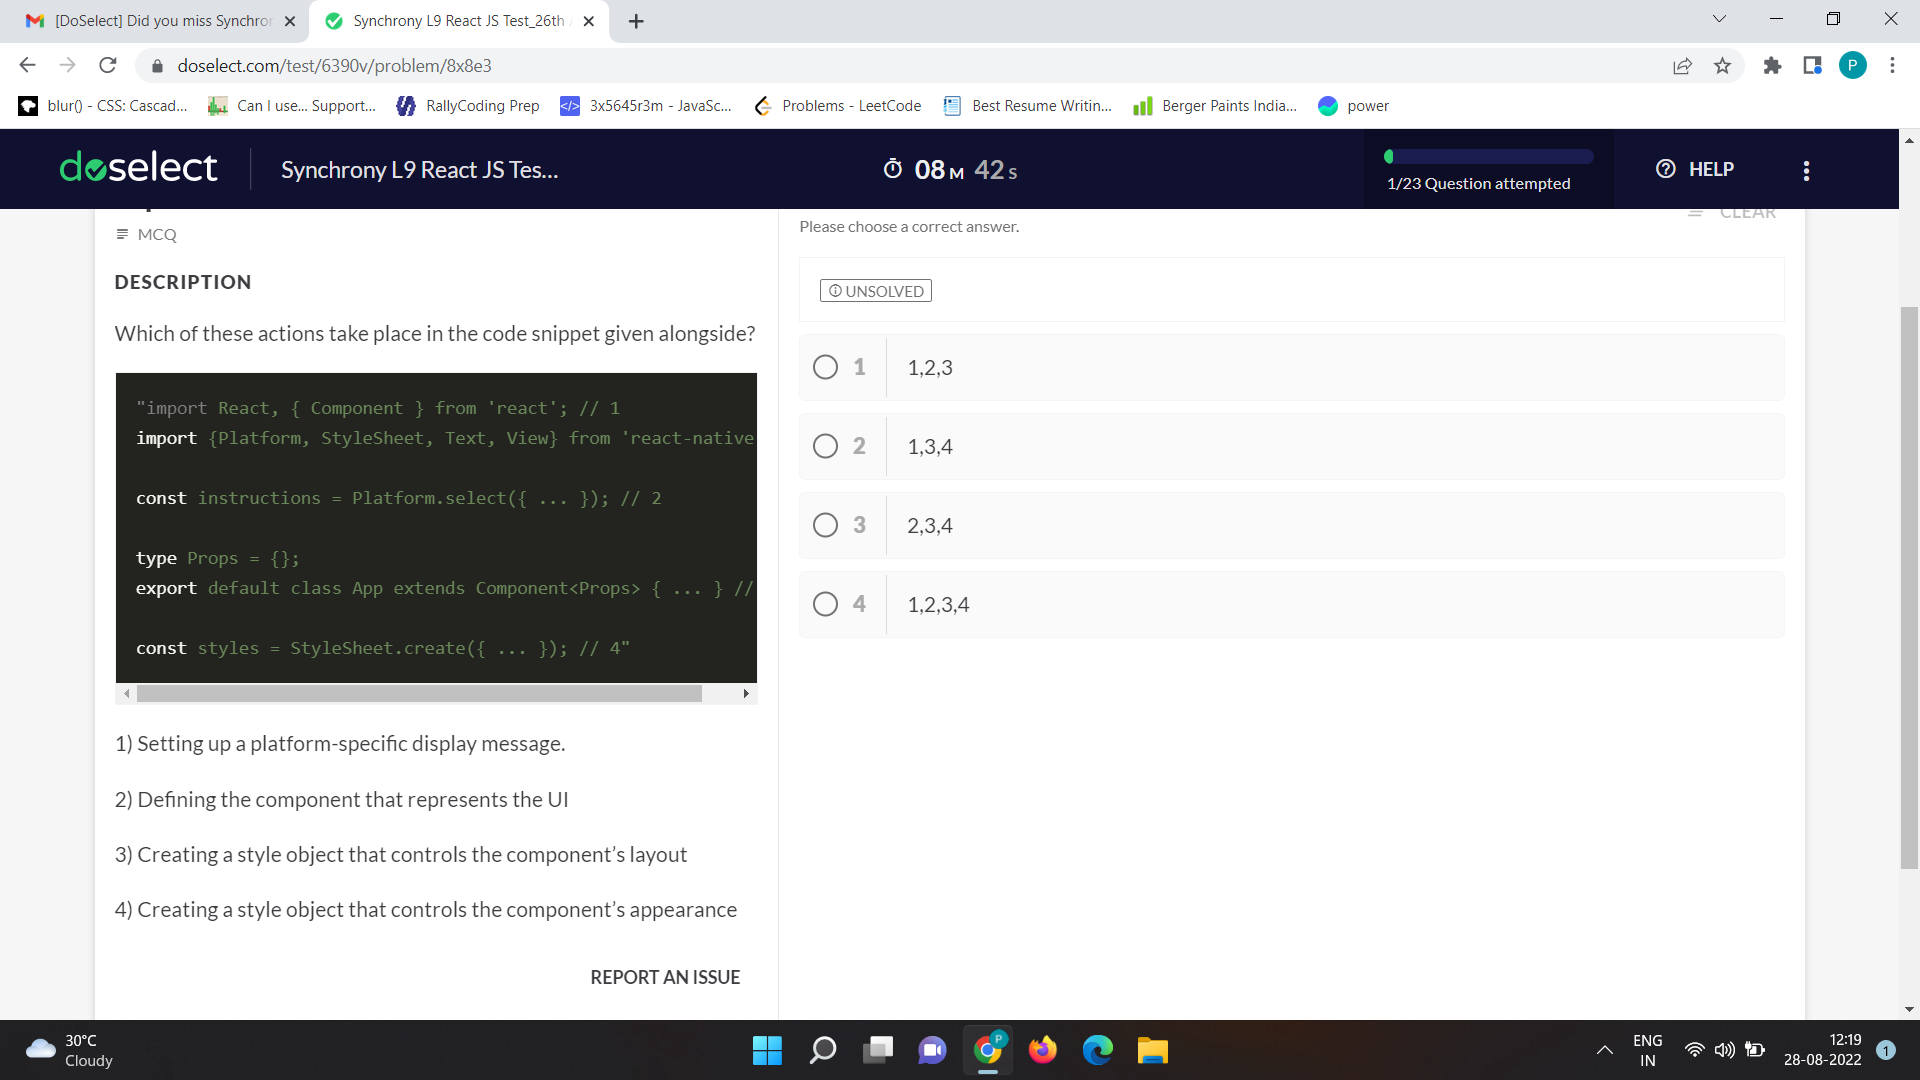 [DoSelect] Did you miss Synchror
Synchrony L9 React JS Test_26th
doselect.com/test/6390v/problem/8x8e3
P
blur() - CSS: Cascad...
Can I use... Support...
RallyCoding Prep
3x5645r3m - JavaSc...
Problems - LeetCode
Best Resume Writin...
Berger Paints India...
power
doselect
Synchrony L9 React JS Tes...
08 M 42 S
1/23 Question attempted
HELP
MCQ
DESCRIPTION
Which of these actions take place in the code snippet given alongside?
"import React, { Component } from 'react'; // 1
import {Platform, StyleSheet, Text, View} from 'react-native
const instructions = Platform.select({ ... }); // 2
type Props = {};
export default class App extends Component<Props> { ... } //
const styles = StyleSheet.create({ ... }); // 4"
1) Setting up a platform-specific display message.
2) Defining the component that represents the UI
3) Creating a style object that controls the component’s layout
4) Creating a style object that controls the component’s appearance
REPORT AN ISSUE
CLEAR
Please choose a correct answer.
UNSOLVED
1 1,2,3
2 1,3,4
3 2,3,4
4 1,2,3,4
30°C
Cloudy
P
ENG
IN
12:19
28-08-2022
1